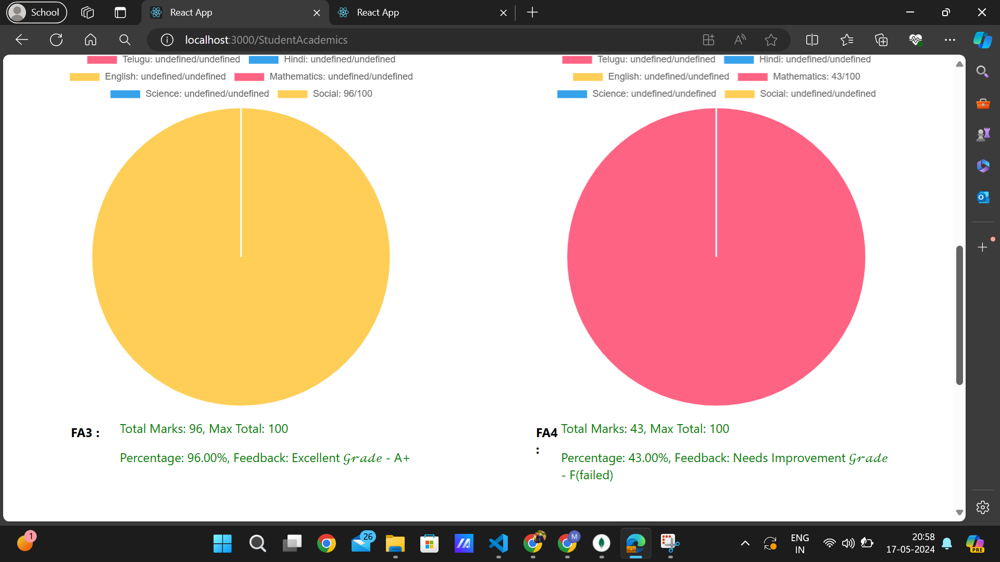 School
React App
React App
localhost:3000/StudentAcademics
Telugu: undefined/undefined Hindi: undefined/undefined
English: undefined/undefined Mathematics: undefined/undefined
Science: undefined/undefined Social: 96/100
Telugu: undefined/undefined Hindi: undefined/undefined
English: undefined/undefined Mathematics: 43/100
Science: undefined/undefined Social: undefined/undefined
FA3 :
Total Marks: 96, Max Total: 100
Percentage: 96.00%, Feedback: Excellent 𝓖𝓻𝓪𝓭𝓮 - A+
FA4
:
Total Marks: 43, Max Total: 100
Percentage: 43.00%, Feedback: Needs Improvement 𝓖𝓻𝓪𝓭𝓮
- F(failed)
1
26
M
ENG
IN
20:58
17-05-2024
PRE